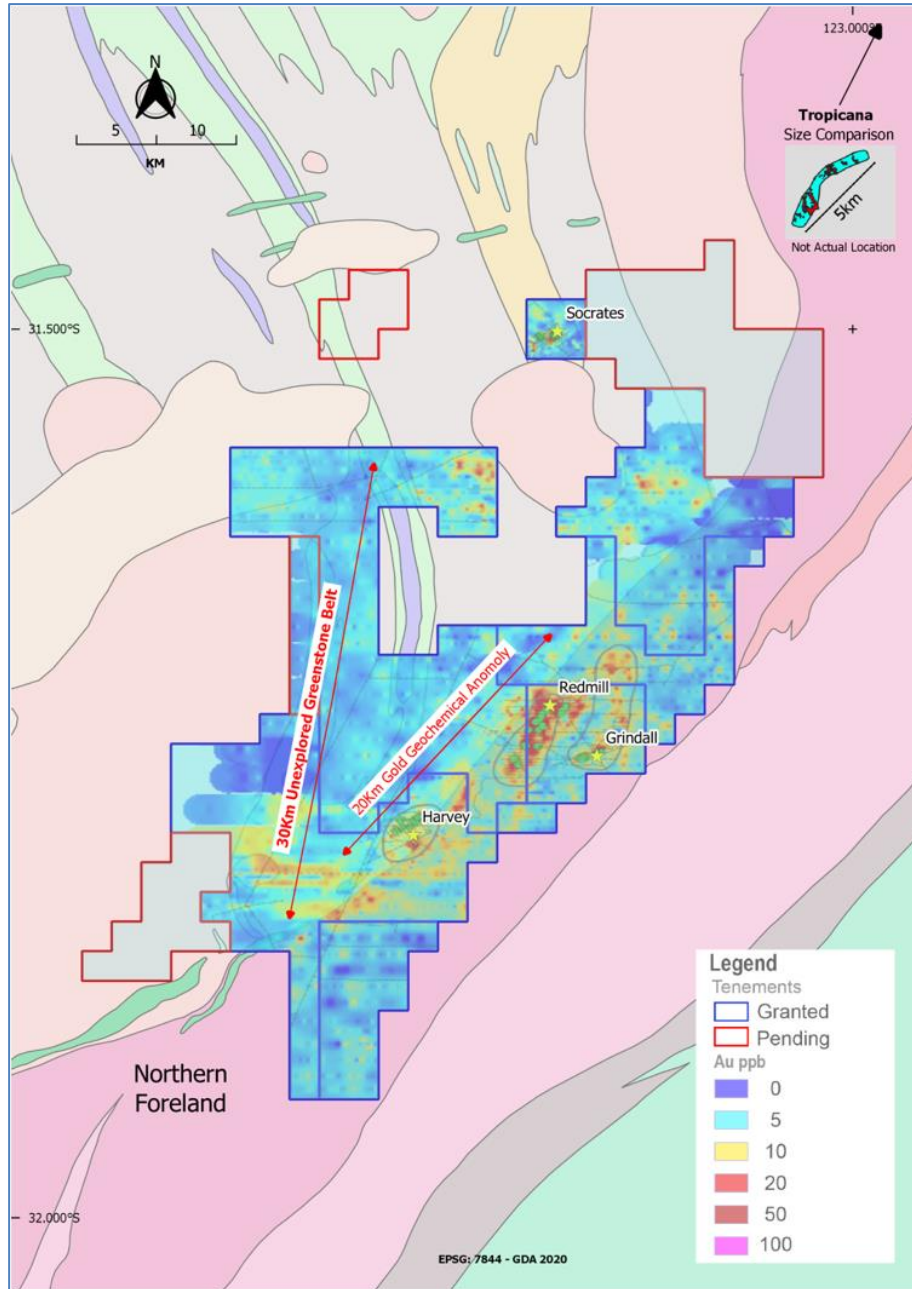 123.000°E
N
5 10
KM
Tropicana
Size Comparison
5km
Not Actual Location
31.500°S
Socrates
30Km Unexplored Greenstone Belt
20Km Gold Geochemical Anomoly
Redmill
Grindall
Harvey
Northern
Foreland
Legend
Tenements
Granted
Pending
Au ppb
0
5
10
20
50
100
32.000°S
EPSG: 7844 - GDA 2020